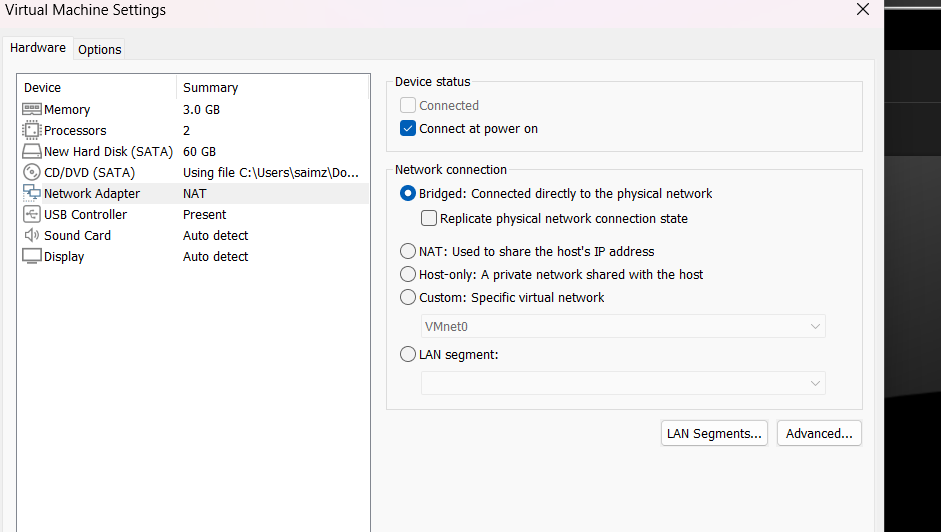 Virtual Machine Settings
Hardware Options
Device Summary
Memory 3.0 GB
Processors 2
New Hard Disk (SATA) 60 GB
CD/DVD (SATA) Using file C:\Users\saimz\Do...
Network Adapter NAT
USB Controller Present
Sound Card Auto detect
Display Auto detect
Device status
Connected
Connect at power on
Network connection
Bridged: Connected directly to the physical network
Replicate physical network connection state
NAT: Used to share the host's IP address
Host-only: A private network shared with the host
Custom: Specific virtual network
VMnet0
LAN segment:
LAN Segments... Advanced...